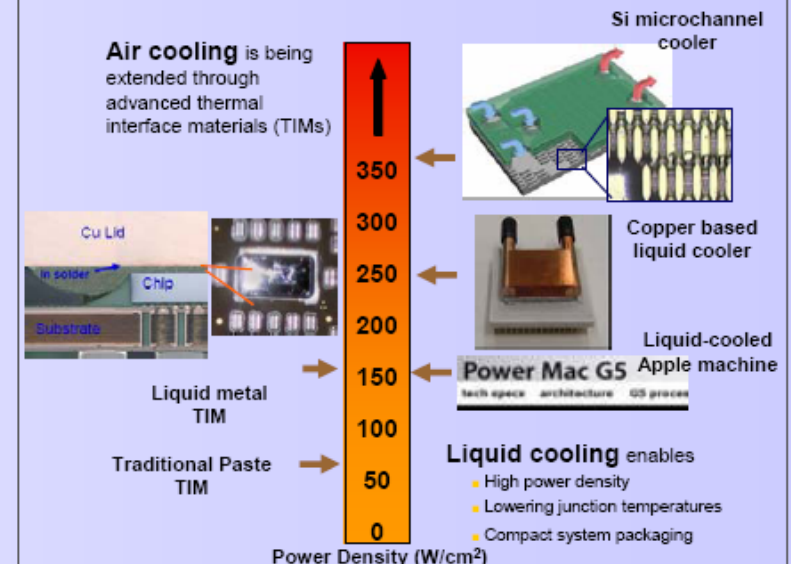 Air cooling is being
extended through
advanced thermal
interface materials (TIMs)
Si microchannel
cooler
350
300
250
200
150
100
50
0
Power Density (W/cm²)
Cu Lid
In solder
Chip
Substrate
Liquid metal
TIM
Traditional Paste
TIM
Copper based
liquid cooler
Liquid-cooled
Apple machine
Power Mac G5
tech specs architecture G5 proces
Liquid cooling enables
High power density
Lowering junction temperatures
Compact system packaging